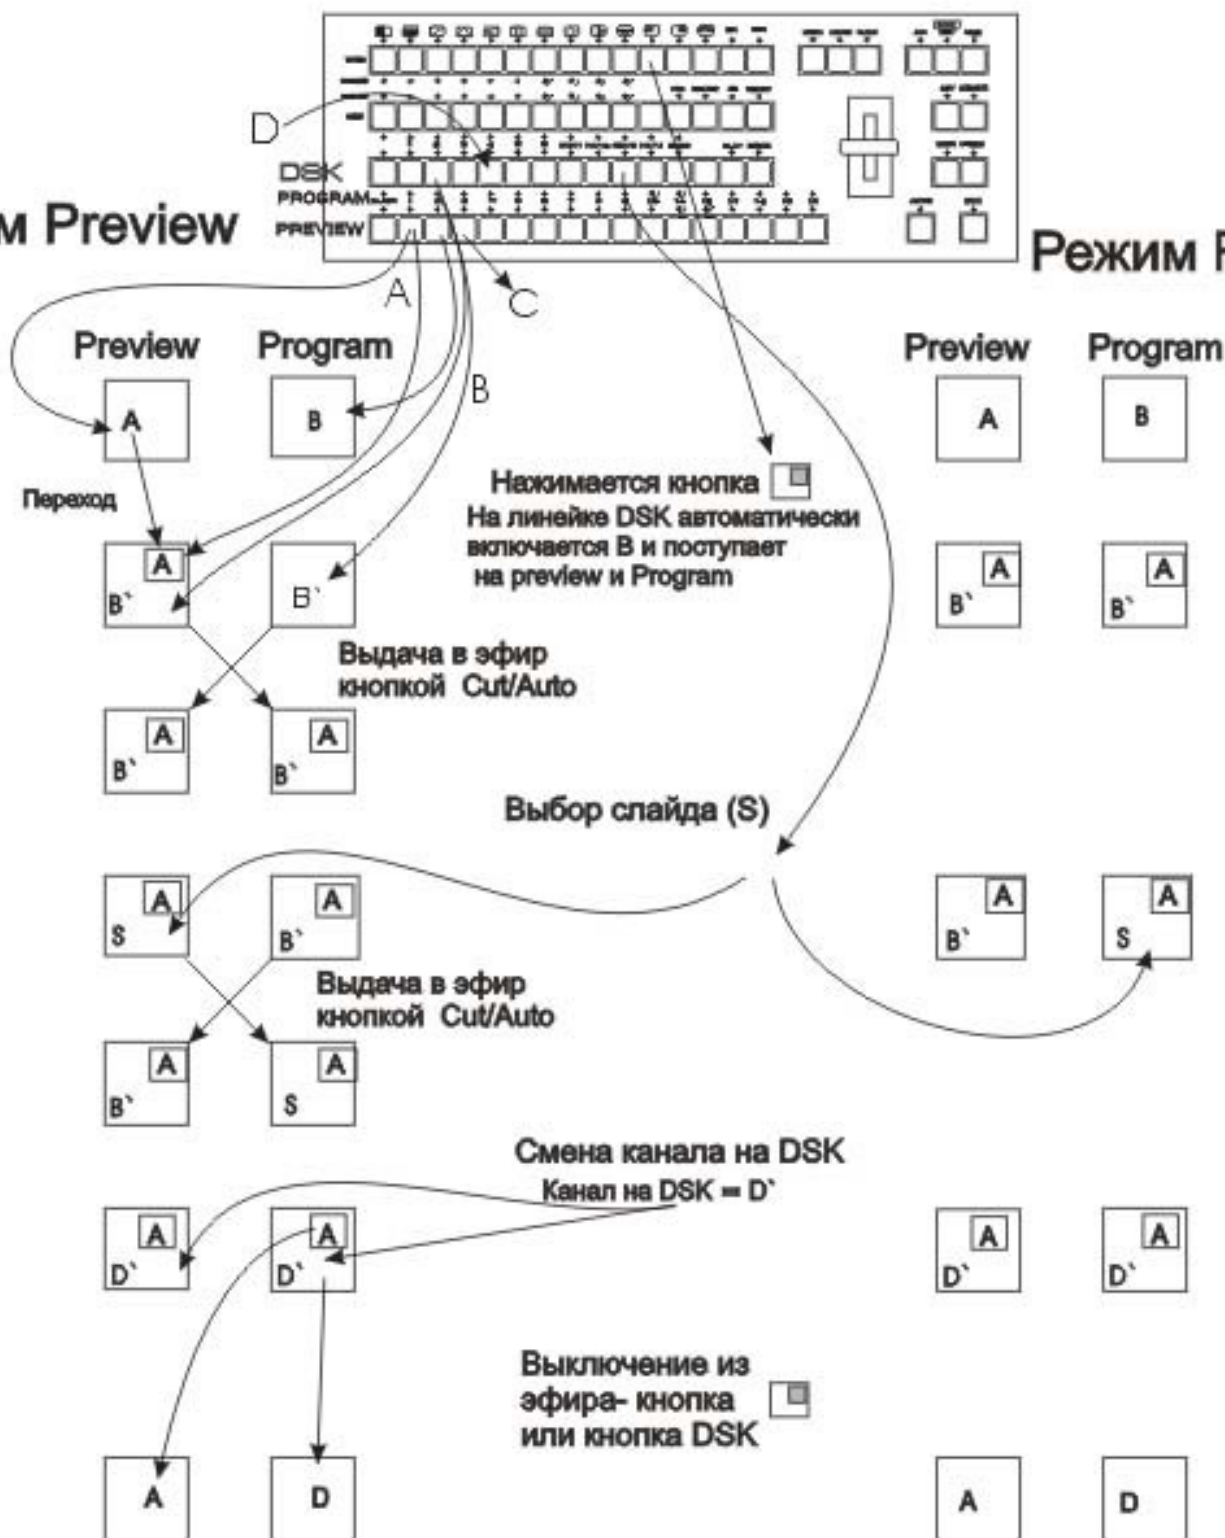 D
DSK
PROGRAM
PREVIEW
м Preview
Режим
A
C
B
Preview Program
Preview Program
A
B
A
B
Переход
Нажимается кнопка
На линейке DSK автоматически
включается B и поступает
на preview и Program
A
B`
B`
A
B`
A
B`
Выдача в эфир
кнопкой Cut/Auto
A
B`
A
B`
Выбор слайда (S)
A
S
A
B`
A
B`
A
S
Выдача в эфир
кнопкой Cut/Auto
A
B`
A
S
Смена канала на DSK
Канал на DSK = D`
A
D`
A
D`
A
D`
A
D`
Выключение из
эфира- кнопка
или кнопка DSK
A
D
A
D